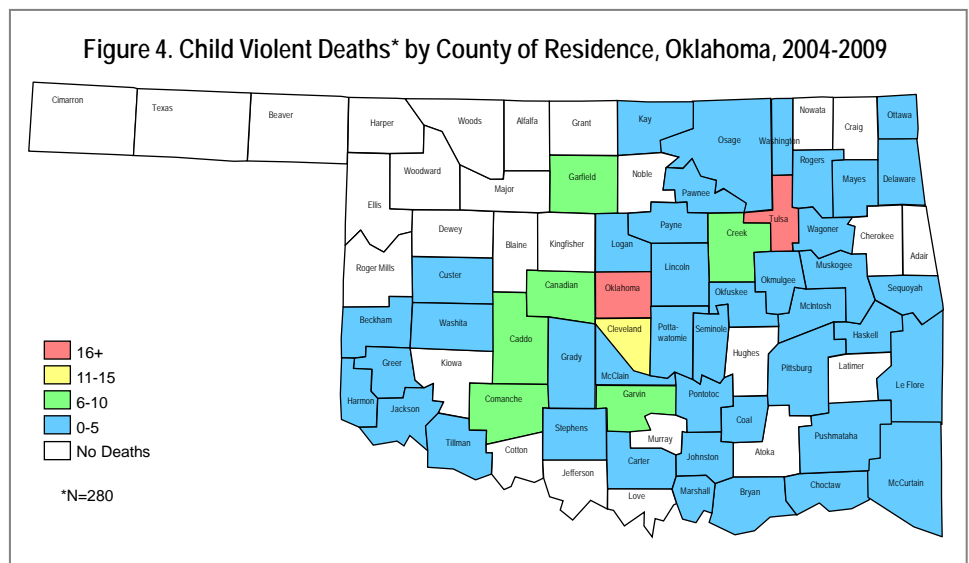 Figure 4. Child Violent Deaths* by County of Residence, Oklahoma, 2004-2009
Cimarron
Texas
Beaver
Harper
Woods
Alfalfa
Grant
Kay
Osage
Washington
Nowata
Craig
Ottawa
Woodward
Major
Garfield
Noble
Pawnee
Rogers
Mayes
Delaware
Ellis
Dewey
Blaine
Kingfisher
Logan
Payne
Creek
Tulsa
Wagoner
Cherokee
Adair
Roger Mills
Custer
Canadian
Oklahoma
Lincoln
Okfuskee
Okmulgee
Muskogee
Sequoyah
Beckham
Washita
Caddo
Grady
Cleveland
Potta-
watomie
Seminole
McIntosh
Haskell
Hughes
Pittsburg
Latimer
Le Flore
Greer
Kiowa
McClain
Harmon
Jackson
Comanche
Garvin
Pontotoc
Coal
Tillman
Cotton
Stephens
Murray
Carter
Johnston
Atoka
Pushmataha
Jefferson
Love
Marshall
Bryan
Choctaw
McCurtain
16+
11-15
6-10
0-5
No Deaths
*N=280